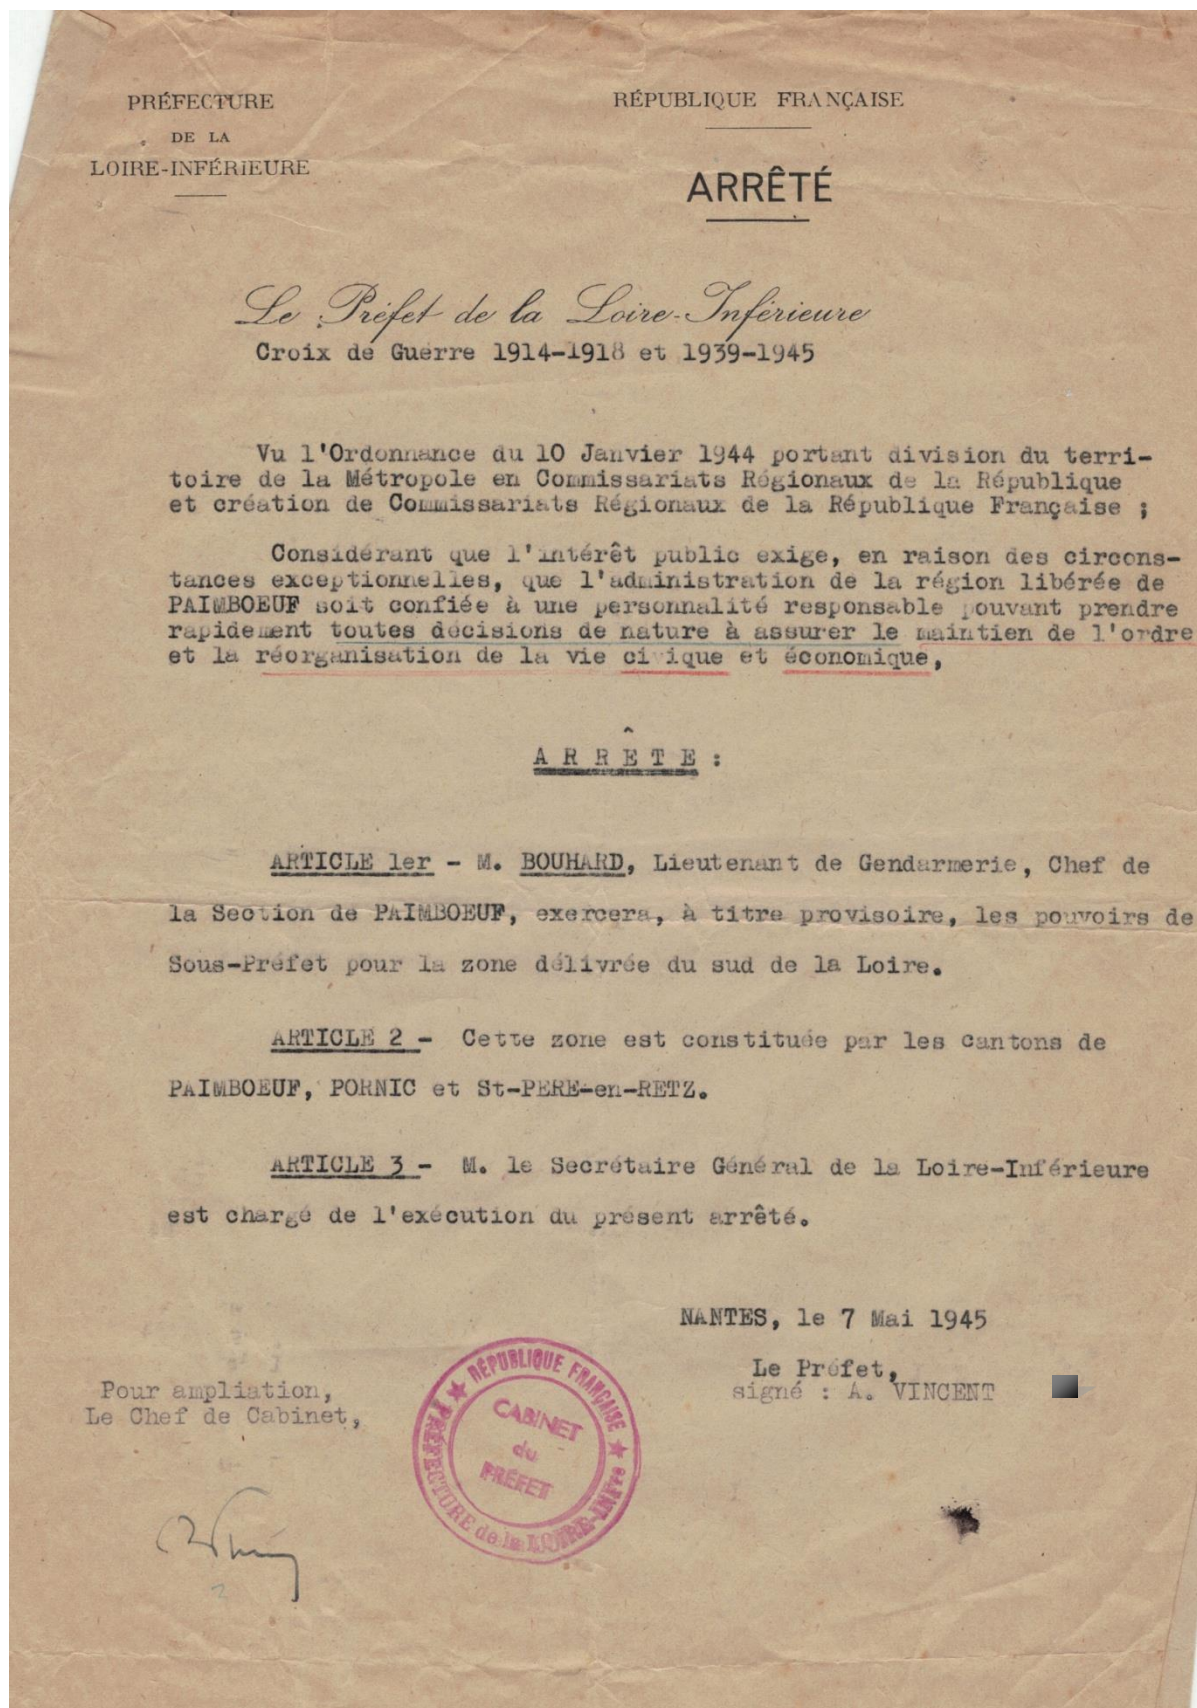 PRÉFECTURE
DE LA
LOIRE-INFÉRIEURE
RÉPUBLIQUE FRANÇAISE
ARRÊTÉ
Le Préfet de la Loire-Inférieure
Croix de Guerre 1914-1918 et 1939-1945
Vu l'Ordonnance du 10 Janvier 1944 portant division du terri-
toire de la Métropole en Commissariats Régionaux de la République
et création de Commissariats Régionaux de la République Française ;
Considérant que l'intérêt public exige, en raison des circons-
tances exceptionnelles, que l'administration de la région libérée de
PAIMBOEUF soit confiée à une personnalité responsable pouvant prendre
rapidement toutes décisions de nature à assurer le maintien de l'ordre
et la réorganisation de la vie civique et économique,
ARRÊTE :
ARTICLE 1er - M. BOUHARD, Lieutenant de Gendarmerie, Chef de
la Section de PAIMBOEUF, exercera, à titre provisoire, les pouvoirs de
Sous-Préfet pour la zone délivrée du sud de la Loire.
ARTICLE 2 - Cette zone est constituée par les cantons de
PAIMBOEUF, PORNIC et St-PERE-en-RETZ.
ARTICLE 3 - M. le Secrétaire Général de la Loire-Inférieure
est chargé de l'exécution du présent arrêté.
NANTES, le 7 Mai 1945
Le Préfet,
signé : A. VINCENT
Pour ampliation,
Le Chef de Cabinet,
RÉPUBLIQUE FRANÇAISE
PRÉFECTURE de la LOIRE-INFre
CABINET
du
PRÉFET